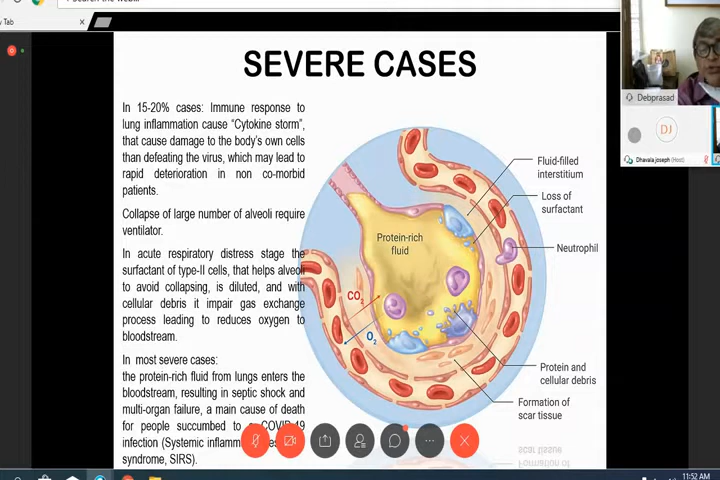 Tab
SEVERE CASES
In 15-20% cases: Immune response to
lung inflammation cause "Cytokine storm",
that cause damage to the body's own cells
than defeating the virus, which may lead to
rapid deterioration in non co-morbid
patients.
Collapse of large number of alveoli require
ventilator.
In acute respiratory distress stage the
surfactant of type-II cells, that helps alveoli
to avoid collapsing, is diluted, and with
cellular debris it impair gas exchange
process leading to reduces oxygen to
bloodstream.
In most severe cases:
the protein-rich fluid from lungs enters the
bloodstream, resulting in septic shock and
multi-organ failure, a main cause of death
for people succumbed to COVID-19
infection (Systemic
syndrome, SIRS).
Protein-rich
fluid
CO2
O2
Fluid-filled
interstitium
Loss of
surfactant
Neutrophil
Protein and
cellular debris
Formation of
scar tissue
Debprasad
DJ
Dhavala joseph (Host)
11:52 AM